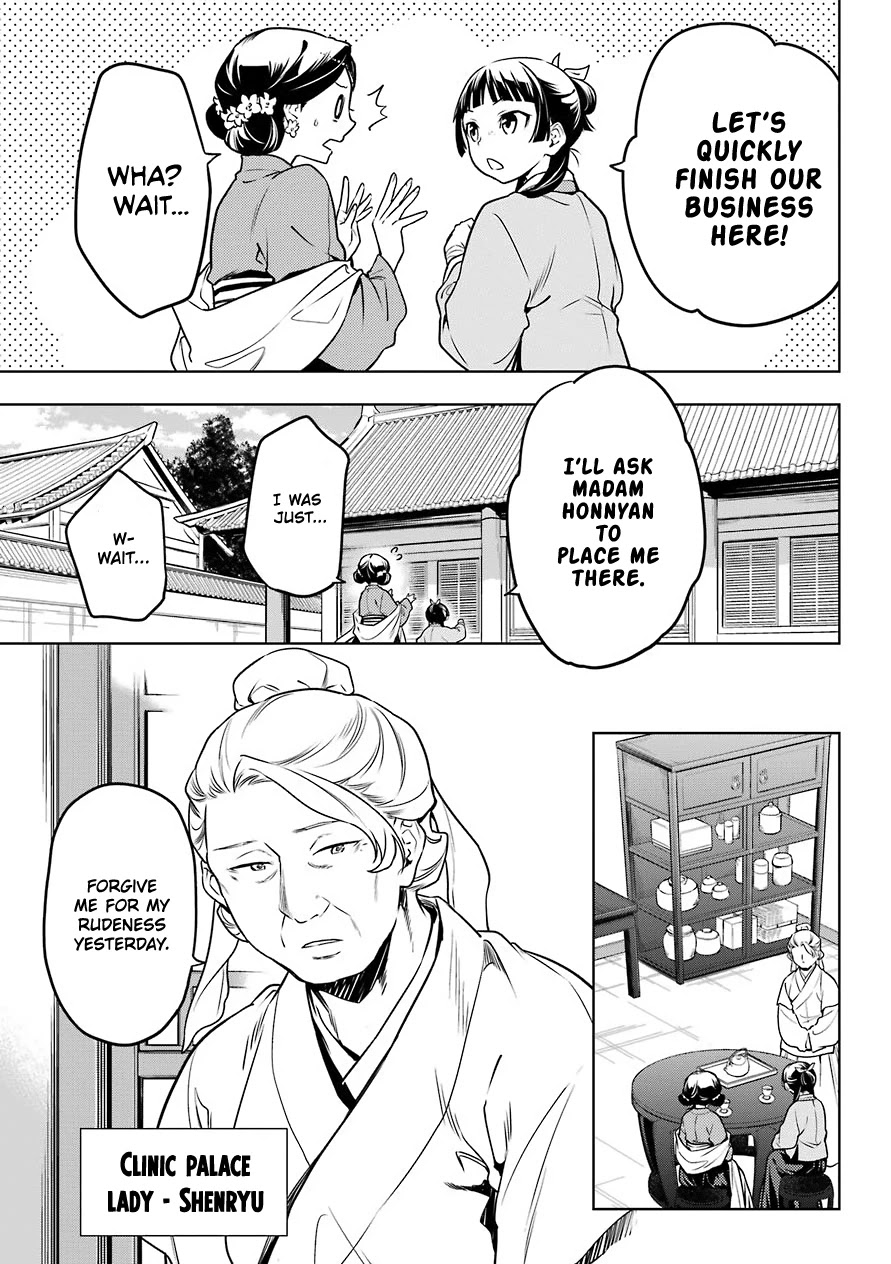 LET'S
QUICKLY
FINISH OUR
BUSINESS
HERE!
WHA?
WAIT...
I'LL ASK
MADAM
HONNYAN
TO
PLACE ME
THERE.
I WAS
JUST...
W-
WAIT...
FORGIVE
ME FOR MY
RUDENESS
YESTERDAY.
CLINIC PALACE
LADY - SHENRYU